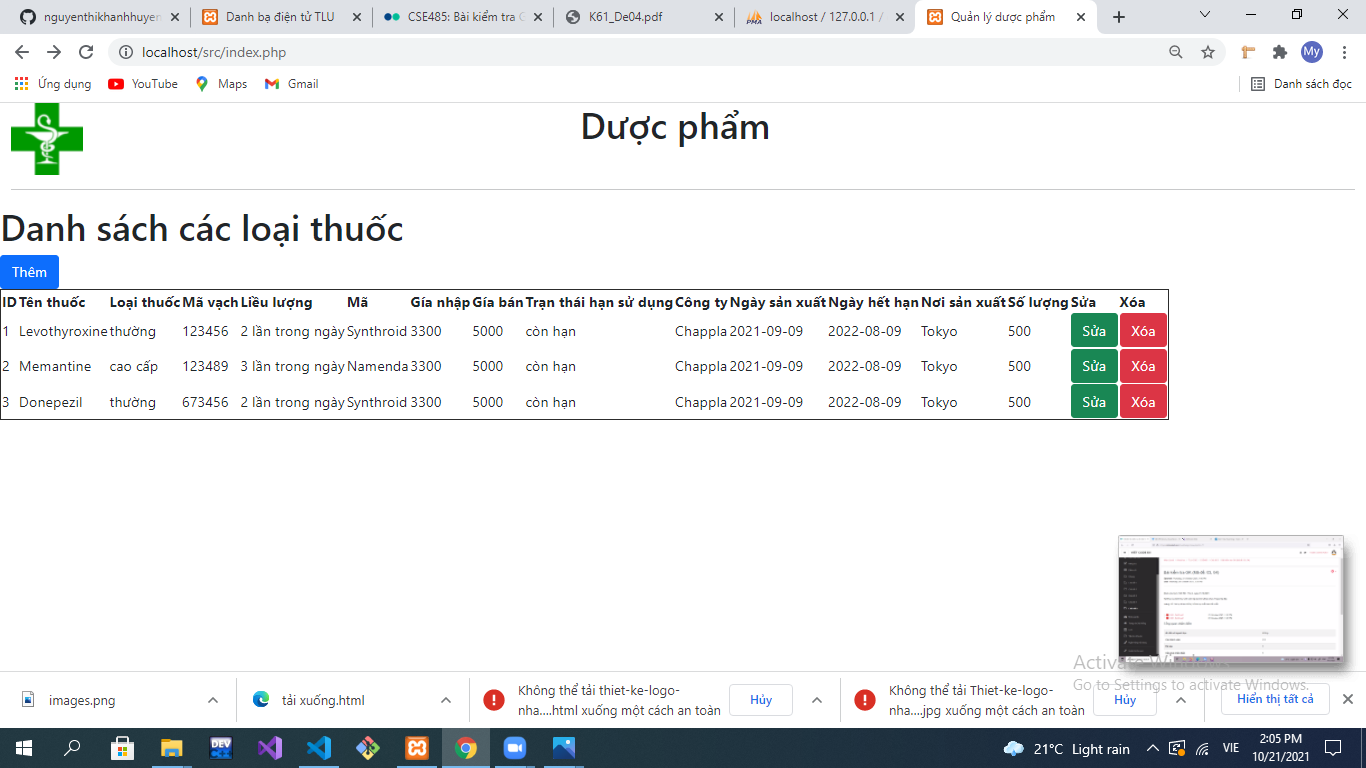 nguyenthikhanhhuyen
Danh bạ điện tử TLU
CSE485: Bài kiểm tra
K61_De04.pdf
localhost / 127.0.0.1 /
Quản lý dược phẩm
localhost/src/index.php
My
Ứng dụng
YouTube
Maps
Gmail
Danh sách đọc
Dược phẩm
Danh sách các loại thuốc
Thêm
ID Tên thuốc Loại thuốc Mã vạch Liều lượng Mã Gía nhập Gía bán Trạn thái hạn sử dụng Công ty Ngày sản xuất Ngày hết hạn Nơi sản xuất Số lượng Sửa Xóa
1 Levothyroxine thường 123456 2 lần trong ngày Synthroid 3300 5000 còn hạn Chappla 2021-09-09 2022-08-09 Tokyo 500 Sửa Xóa
2 Memantine cao cấp 123489 3 lần trong ngày Namenda 3300 5000 còn hạn Chappla 2021-09-09 2022-08-09 Tokyo 500 Sửa Xóa
3 Donepezil thường 673456 2 lần trong ngày Synthroid 3300 5000 còn hạn Chappla 2021-09-09 2022-08-09 Tokyo 500 Sửa Xóa
Activate Windows
Go to Settings to activate Windows.
images.png
tải xuống.html
Không thể tải thiet-ke-logo-
nha....html xuống một cách an toàn
Hủy
Không thể tải Thiet-ke-logo-
nha....jpg xuống một cách an toàn
Hủy
Hiển thị tất cả
DEV
21°C Light rain
VIE
2:05 PM
10/21/2021